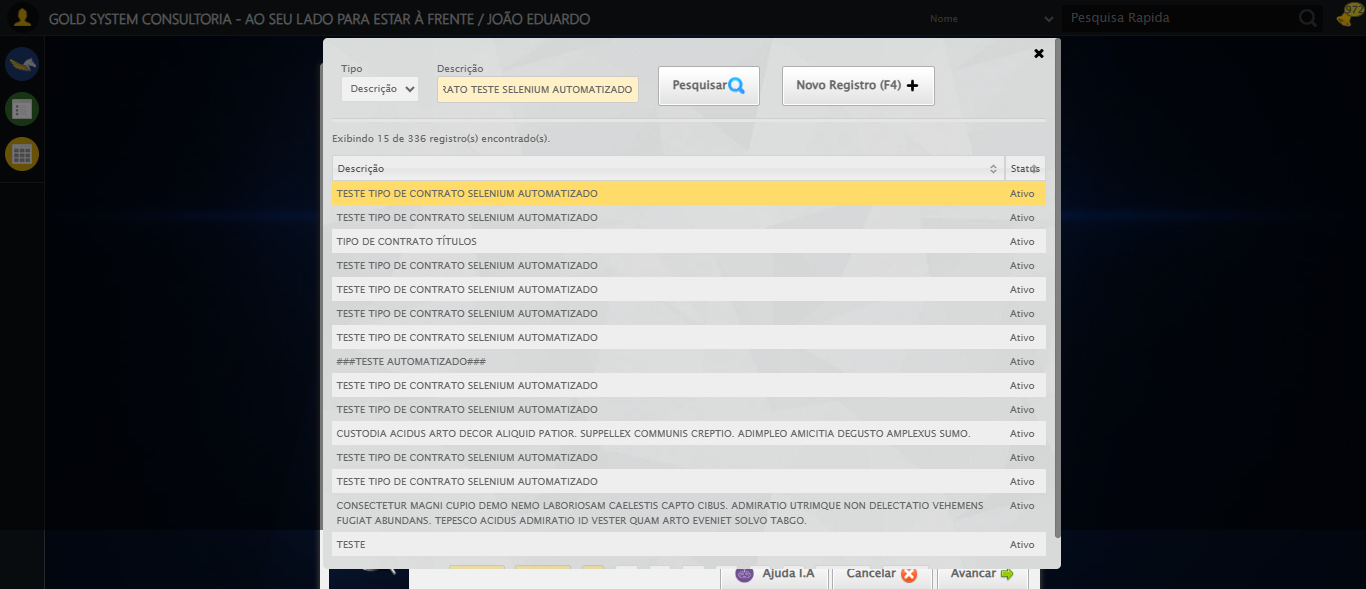 GOLD SYSTEM CONSULTORIA - AO SEU LADO PARA ESTAR À FRENTE / JOÃO EDUARDO
Nome
Pesquisa Rapida
972
Tipo
Descrição
Descrição
RATO TESTE SELENIUM AUTOMATIZADO
Pesquisar
Novo Registro (F4)
Exibindo 15 de 336 registro(s) encontrado(s).
Descrição Status
TESTE TIPO DE CONTRATO SELENIUM AUTOMATIZADO Ativo
TESTE TIPO DE CONTRATO SELENIUM AUTOMATIZADO Ativo
TIPO DE CONTRATO TÍTULOS Ativo
TESTE TIPO DE CONTRATO SELENIUM AUTOMATIZADO Ativo
TESTE TIPO DE CONTRATO SELENIUM AUTOMATIZADO Ativo
TESTE TIPO DE CONTRATO SELENIUM AUTOMATIZADO Ativo
TESTE TIPO DE CONTRATO SELENIUM AUTOMATIZADO Ativo
###TESTE AUTOMATIZADO### Ativo
TESTE TIPO DE CONTRATO SELENIUM AUTOMATIZADO Ativo
TESTE TIPO DE CONTRATO SELENIUM AUTOMATIZADO Ativo
CUSTODIA ACIDUS ARTO DECOR ALIQUID PATIOR. SUPPELLEX COMMUNIS CREPTIO. ADIMPLEO AMICITIA DEGUSTO AMPLEXUS SUMO. Ativo
TESTE TIPO DE CONTRATO SELENIUM AUTOMATIZADO Ativo
TESTE TIPO DE CONTRATO SELENIUM AUTOMATIZADO Ativo
CONSECTETUR MAGNI CUPIO DEMO NEMO LABORIOSAM CAELESTIS CAPTO CIBUS. ADMIRATIO UTRIMQUE NON DELECTATIO VEHEMENS Ativo
FUGIAT ABUNDANS. TEPESCO ACIDUS ADMIRATIO ID VESTER QUAM ARTO EVENIET SOLVO TABGO.
TESTE Ativo
Ajuda I.A
Cancelar
Avancar